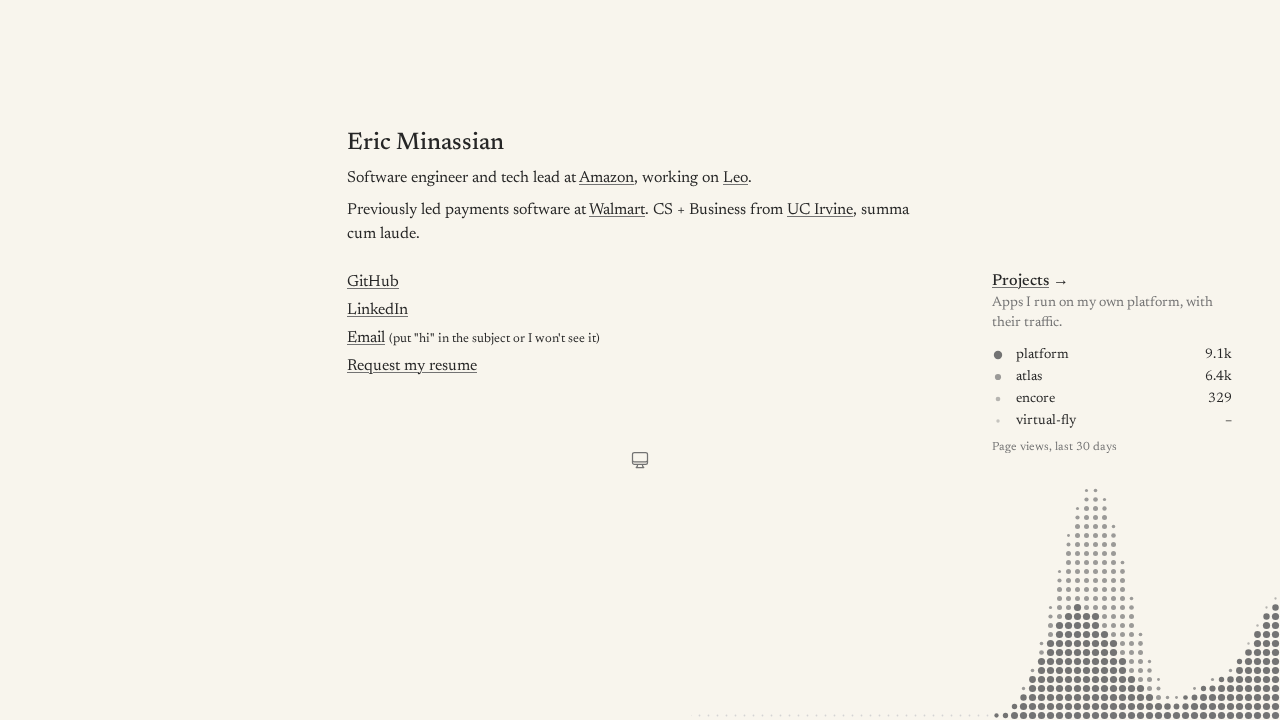 Eric Minassian
Software engineer and tech lead at Amazon, working on Leo.
Previously led payments software at Walmart. CS + Business from UC Irvine, summa
cum laude.
GitHub
LinkedIn
Email (put "hi" in the subject or I won't see it)
Request my resume
Projects →
Apps I run on my own platform, with
their traffic.
platform 9.1k
atlas 6.4k
encore 329
virtual-fly –
Page views, last 30 days